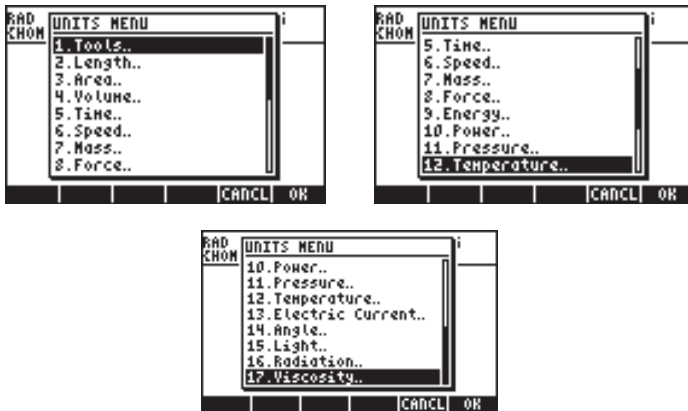 RAD
CHOM
UNITS MENU
i
1.Tools..
2.Length..
3.Area..
4.Volume..
5.Time..
6.Speed..
7.Mass..
8.Force..
CANCL OK
RAD
CHOM
UNITS MENU
i
5.Time..
6.Speed..
7.Mass..
8.Force..
9.Energy..
10.Power..
11.Pressure..
12.Temperature..
CANCL OK
RAD
CHOM
UNITS MENU
i
10.Power..
11.Pressure..
12.Temperature..
13.Electric Current..
14.Angle..
15.Light..
16.Radiation..
17.Viscosity..
CANCL OK